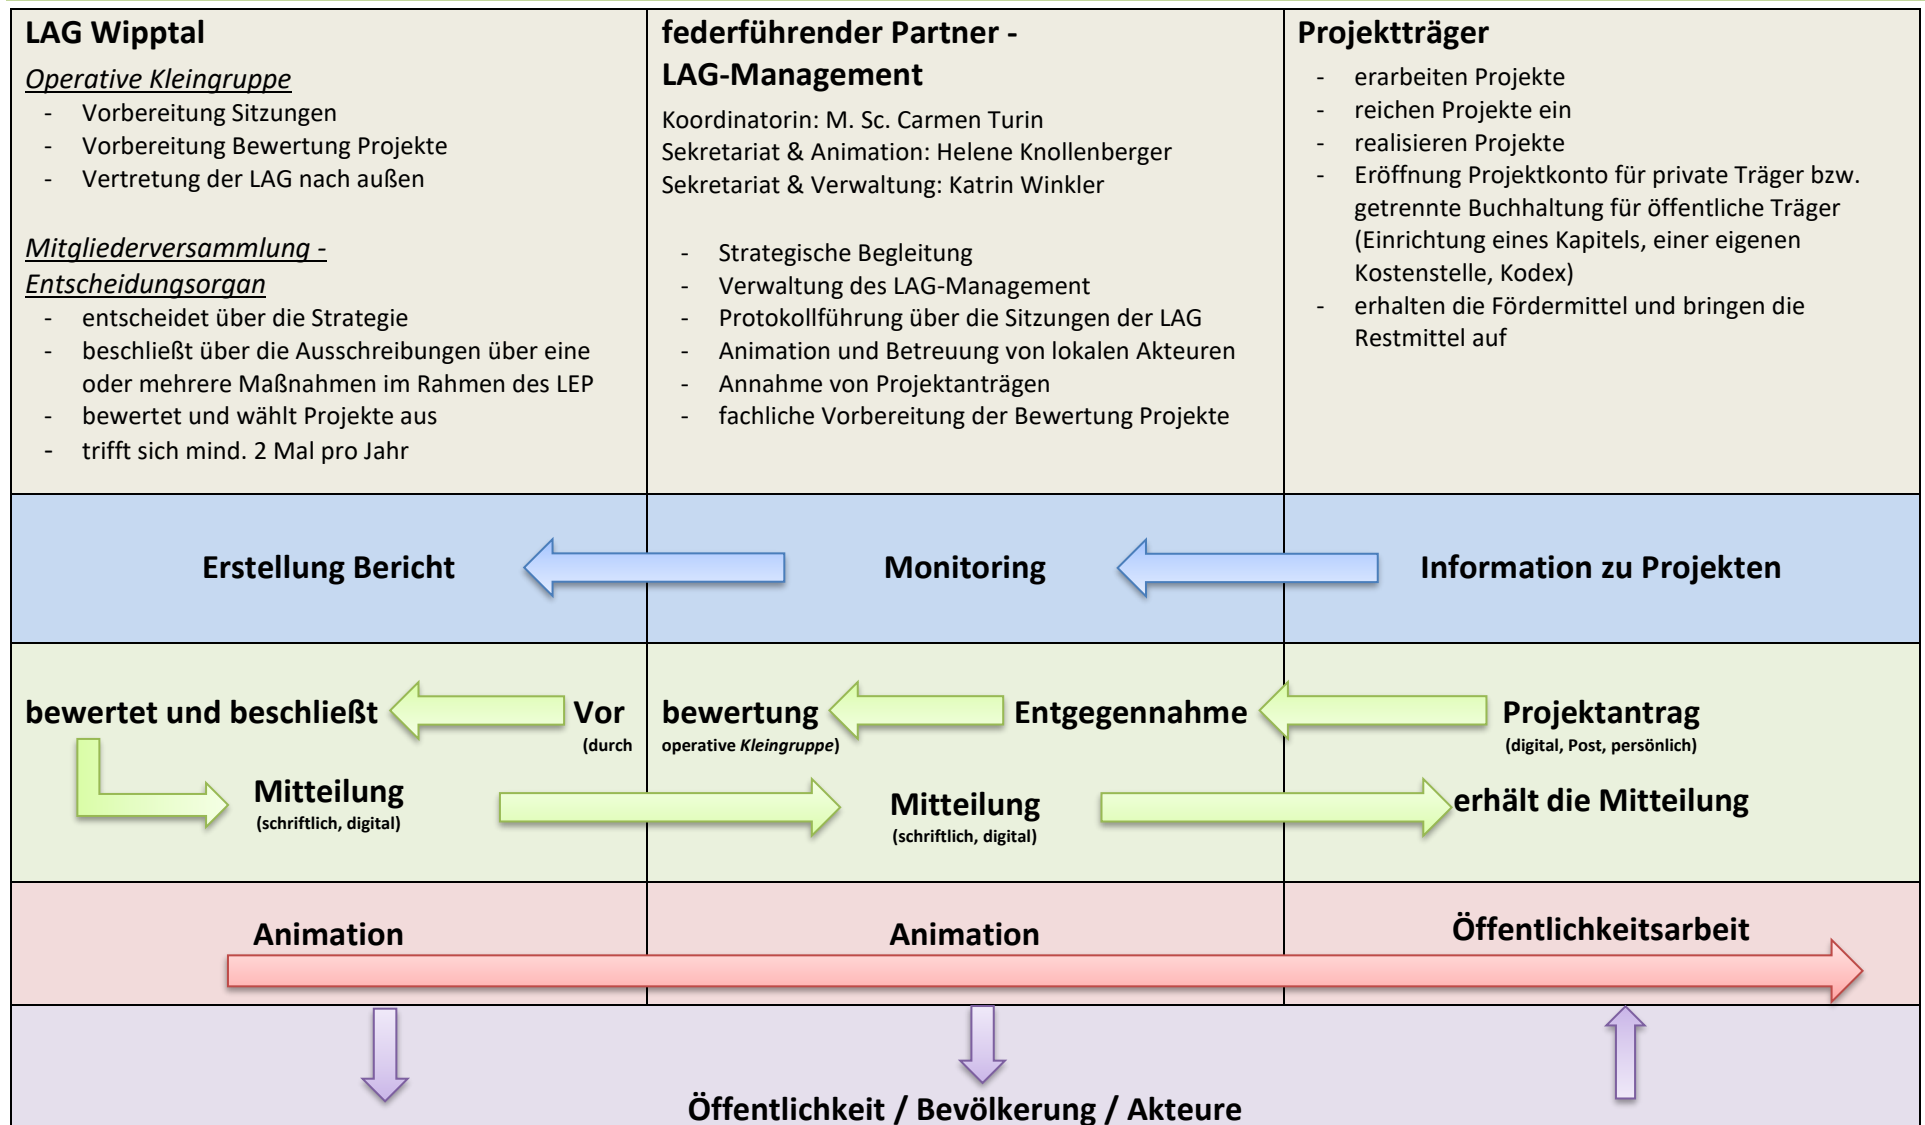 LAG Wipptal
Operative Kleingruppe
- Vorbereitung Sitzungen
- Vorbereitung Bewertung Projekte
- Vertretung der LAG nach außen
Mitgliederversammlung -
Entscheidungsorgan
- entscheidet über die Strategie
- beschließt über die Ausschreibungen über eine
oder mehrere Maßnahmen im Rahmen des LEP
- bewertet und wählt Projekte aus
- trifft sich mind. 2 Mal pro Jahr
federführender Partner -
LAG-Management
Koordinatorin: M. Sc. Carmen Turin
Sekretariat & Animation: Helene Knollenberger
Sekretariat & Verwaltung: Katrin Winkler
- Strategische Begleitung
- Verwaltung des LAG-Management
- Protokollführung über die Sitzungen der LAG
- Animation und Betreuung von lokalen Akteuren
- Annahme von Projektanträgen
- fachliche Vorbereitung der Bewertung Projekte
Projektträger
- erarbeiten Projekte
- reichen Projekte ein
- realisieren Projekte
- Eröffnung Projektkonto für private Träger bzw.
getrennte Buchhaltung für öffentliche Träger
(Einrichtung eines Kapitels, einer eigenen
Kostenstelle, Kodex)
- erhalten die Fördermittel und bringen die
Restmittel auf
Erstellung Bericht
Monitoring
Information zu Projekten
bewertet und beschließt
Vor bewertung
(durch operative Kleingruppe)
Entgegennahme
Projektantrag
(digital, Post, persönlich)
Mitteilung
(schriftlich, digital)
Mitteilung
(schriftlich, digital)
erhält die Mitteilung
Animation
Animation
Öffentlichkeitsarbeit
Öffentlichkeit / Bevölkerung / Akteure